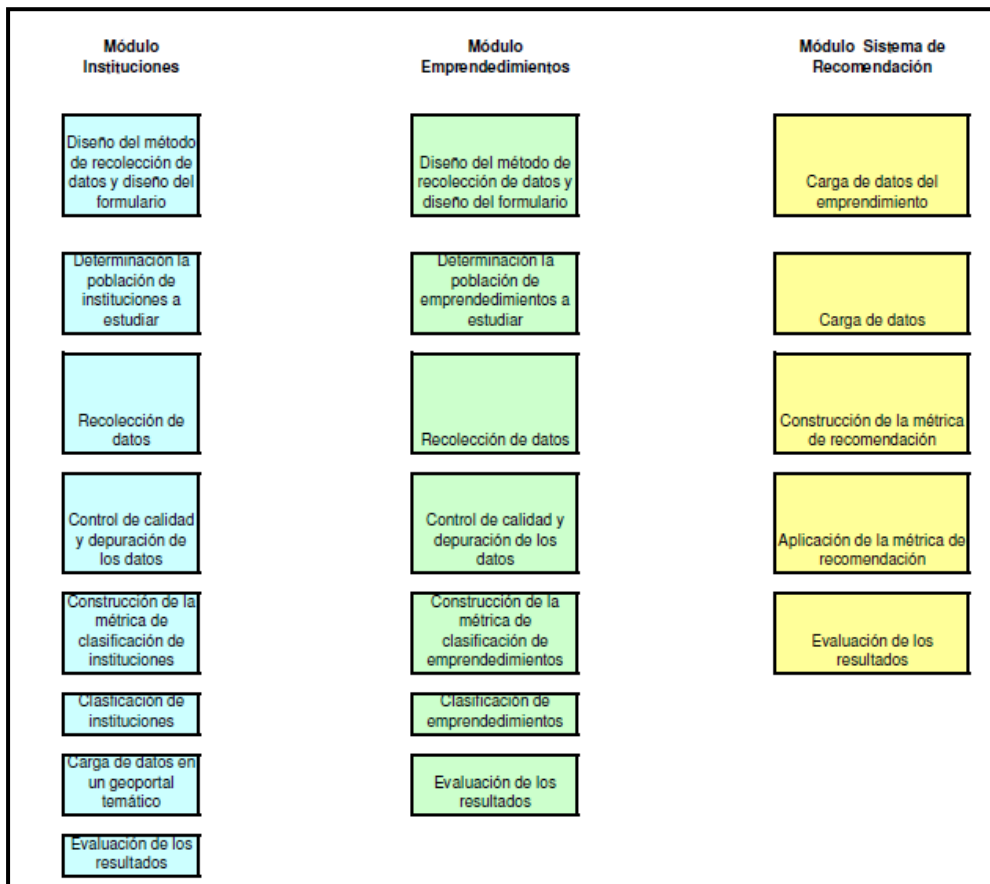 Módulo
Instituciones
Módulo
Emprendedimientos
Módulo Sistema de
Recomendación
Diseño del método
de recolección de
datos y diseño del
formulario
Diseño del método de
recolección de datos y
diseño del formulario
Carga de datos del
emprendimiento
Determinación la
población de
instituciones a
estudiar
Determinación la
población de
emprendedimientos a
estudiar
Carga de datos
Recolección de
datos
Recolección de datos
Construcción de la métrica
de recomendación
Control de calidad
y depuración de
los datos
Control de calidad y
depuración de los
datos
Aplicación de la métrica de
recomendación
Construcción de la
métrica de
clasificación de
instituciones
Construcción de la
métrica de
clasificación de
emprendedimientos
Evaluación de los
resultados
Clasficación de
instituciones
Clasificación de
emprendedimientos
Carga de datos en
un geoportal
temático
Evaluación de los
resultados
Evaluación de los
resultados